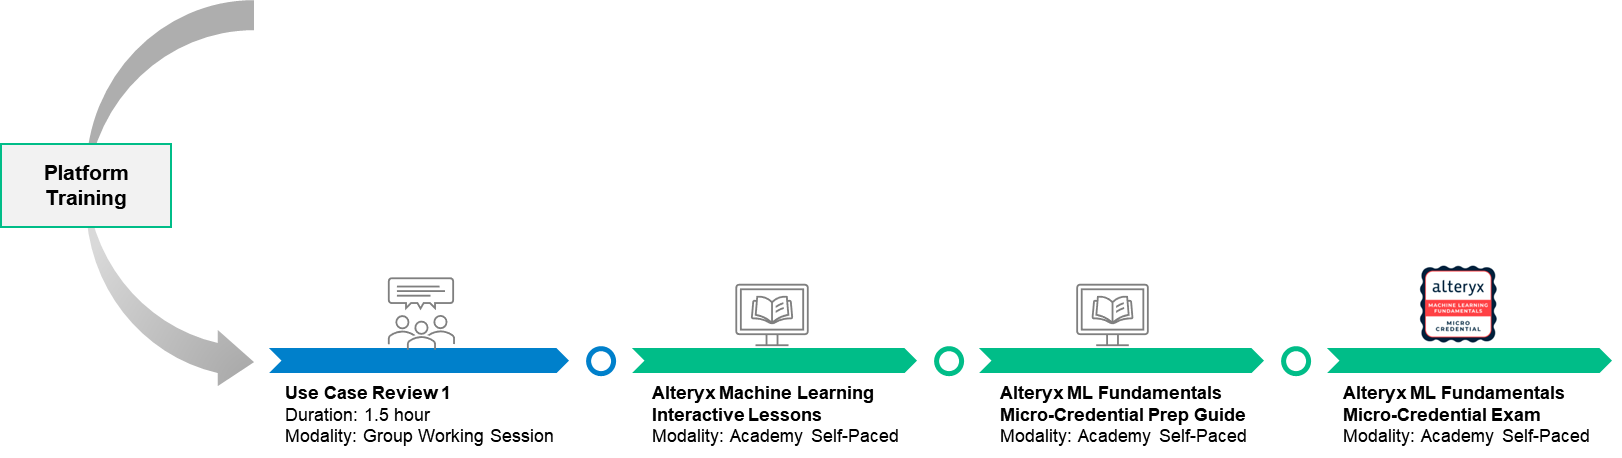 Platform
Training
Use Case Review 1
Duration: 1.5 hour
Modality: Group Working Session
Alteryx Machine Learning
Interactive Lessons
Modality: Academy Self-Paced
Alteryx ML Fundamentals
Micro-Credential Prep Guide
Modality: Academy Self-Paced
alteryx
MACHINE LEARNING
FUNDAMENTALS
MICRO
CREDENTIAL
Alteryx ML Fundamentals
Micro-Credential Exam
Modality: Academy Self-Paced